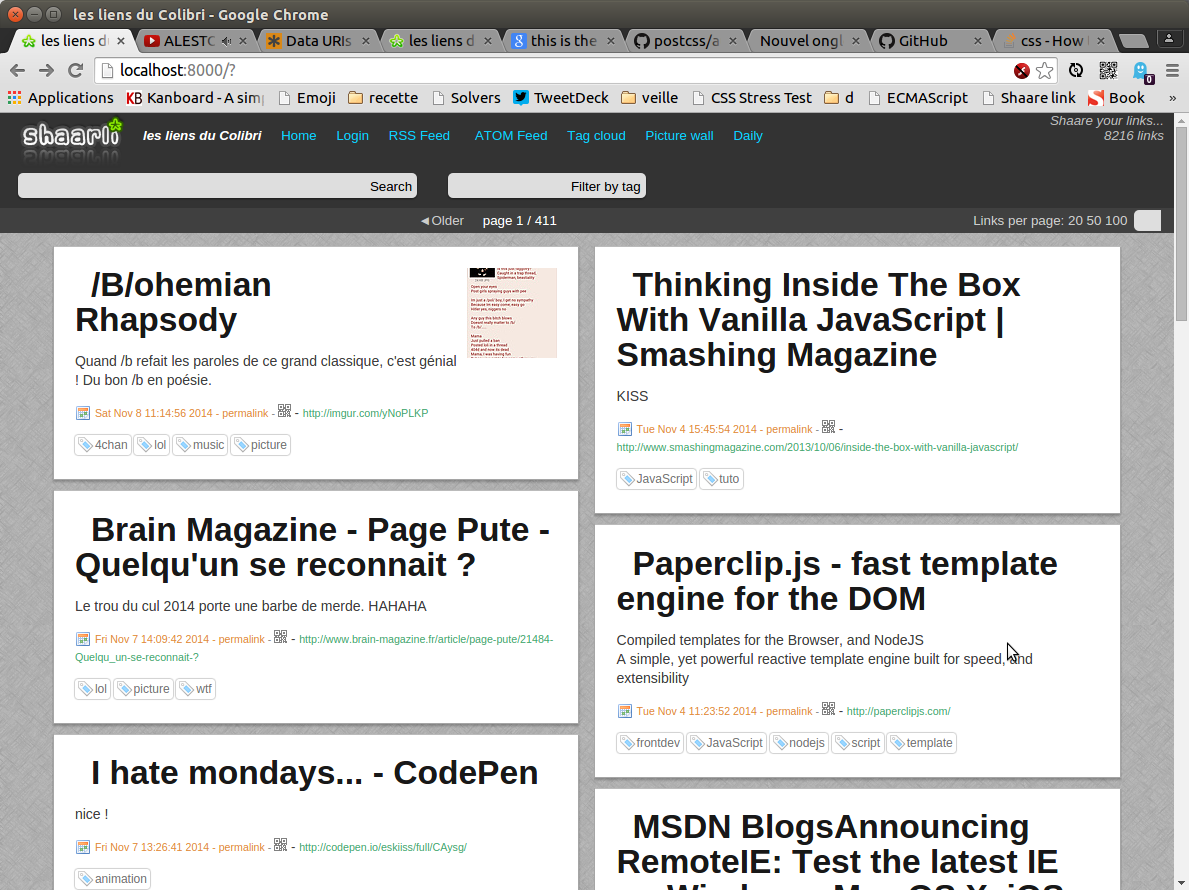 les liens du Colibri - Google Chrome
les liens d
ALESTO
Data URIs
les liens d
this is the
postcss/a
Nouvel ongl
GitHub
css - How
localhost:8000/?
0
Applications
Kanboard - A sim
Emoji
recette
Solvers
TweetDeck
veille
CSS Stress Test
d
ECMAScript
Shaare link
Book
»
shaarli
les liens du Colibri
Home
Login
RSS Feed
ATOM Feed
Tag cloud
Picture wall
Daily
Shaare your links...
8216 links
Search
Filter by tag
◄Older
page 1 / 411
Links per page: 20 50 100
/B/ohemian
Rhapsody
Quand /b refait les paroles de ce grand classique, c'est génial
! Du bon /b en poésie.
Sat Nov 8 11:14:56 2014 - permalink - - http://imgur.com/yNoPLKP
4chan
lol
music
picture
Brain Magazine - Page Pute -
Quelqu'un se reconnait ?
Le trou du cul 2014 porte une barbe de merde. HAHAHA
Fri Nov 7 14:09:42 2014 - permalink - - http://www.brain-magazine.fr/article/page-pute/21484-
Quelqu_un-se-reconnait-?
lol
picture
wtf
I hate mondays... - CodePen
nice !
Fri Nov 7 13:26:41 2014 - permalink - - http://codepen.io/eskiiss/full/CAysg/
animation
Thinking Inside The Box
With Vanilla JavaScript |
Smashing Magazine
KISS
Tue Nov 4 15:45:54 2014 - permalink - -
http://www.smashingmagazine.com/2013/10/06/inside-the-box-with-vanilla-javascript/
JavaScript
tuto
Paperclip.js - fast template
engine for the DOM
Compiled templates for the Browser, and NodeJS
A simple, yet powerful reactive template engine built for speed, and
extensibility
Tue Nov 4 11:23:52 2014 - permalink - - http://paperclipjs.com/
frontdev
JavaScript
nodejs
script
template
MSDN BlogsAnnouncing
RemoteIE: Test the latest IE